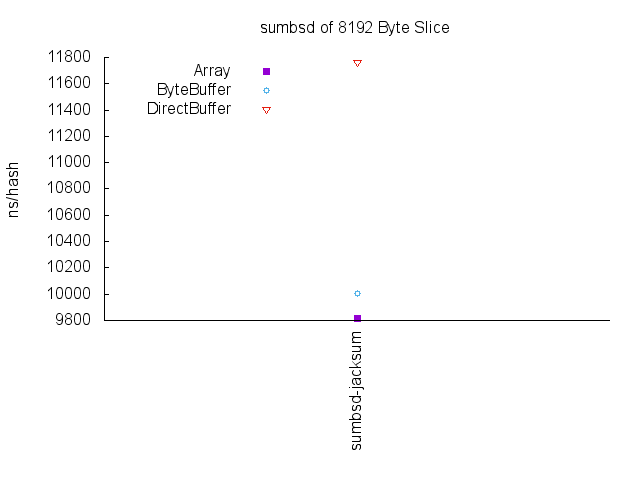 sumbsd of 8192 Byte Slice
11800
11600
11400
11200
11000
10800
10600
10400
10200
10000
9800
ns/hash
Array
ByteBuffer
DirectBuffer
sumbsd-jacksum